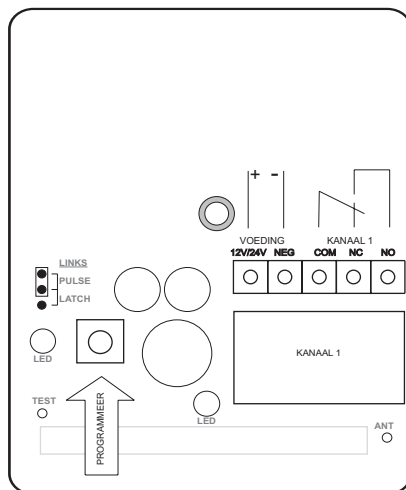 + -
VOEDING KANAAL 1
12V/24V NEG COM NC NO
LINKS
PULSE
LATCH
KANAAL 1
LED
LED
TEST
ANT
PROGRAMMEER